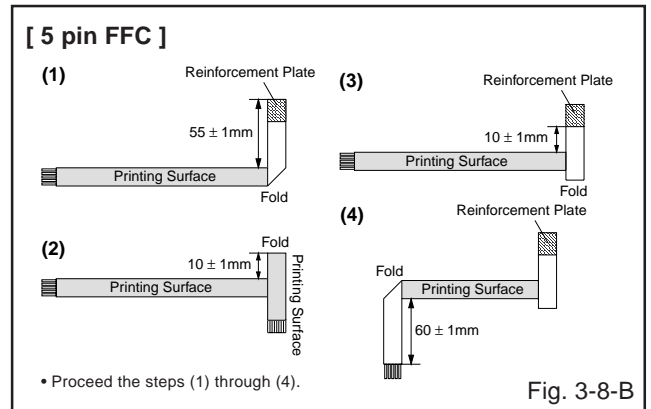 [ 5 pin FFC ]
(1)
Reinforcement Plate
55 ± 1mm
Printing Surface
Fold
(2)
Fold
10 ± 1mm
Printing Surface
Printing Surface
(3)
Reinforcement Plate
10 ± 1mm
Printing Surface
Fold
(4)
Reinforcement Plate
Fold
Printing Surface
60 ± 1mm
• Proceed the steps (1) through (4).
Fig. 3-8-B